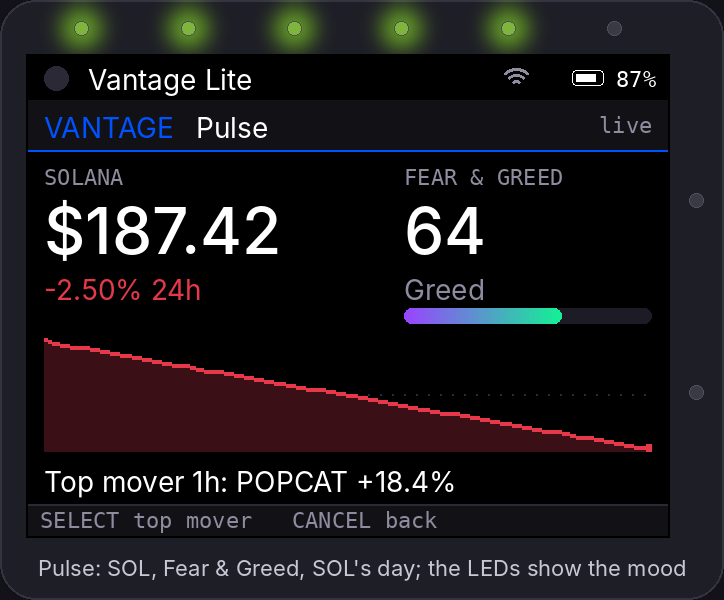 Vantage Lite 87%
VANTAGE Pulse live
SOLANA FEAR & GREED
$187.42 64
-2.50% 24h Greed
Top mover 1h: POPCAT +18.4%
SELECT top mover CANCEL back
Pulse: SOL, Fear & Greed, SOL's day; the LEDs show the mood